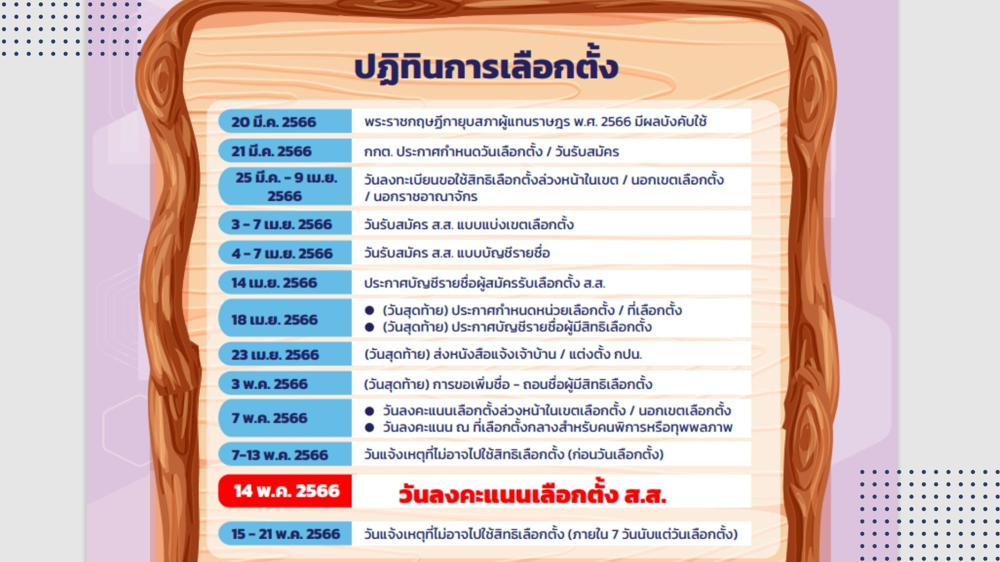 ปฏิทินการเลือกตั้ง
20 มี.ค. 2566 พระราชกฤษฎีกายุบสภาผู้แทนราษฎร พ.ศ. 2566 มีผลบังคับใช้
21 มี.ค. 2566 กกต. ประกาศกำหนดวันเลือกตั้ง / วันรับสมัคร
25 มี.ค. - 9 เม.ย.
2566
วันลงทะเบียนขอใช้สิทธิเลือกตั้งล่วงหน้าในเขต / นอกเขตเลือกตั้ง
/ นอกราชอาณาจักร
3 - 7 เม.ย. 2566 วันรับสมัคร ส.ส. แบบแบ่งเขตเลือกตั้ง
4 - 7 เม.ย. 2566 วันรับสมัคร ส.ส. แบบบัญชีรายชื่อ
14 เม.ย. 2566 ประกาศบัญชีรายชื่อผู้สมัครรับเลือกตั้ง ส.ส.
18 เม.ย. 2566
● (วันสุดท้าย) ประกาศกำหนดหน่วยเลือกตั้ง / ที่เลือกตั้ง
● (วันสุดท้าย) ประกาศบัญชีรายชื่อผู้มีสิทธิเลือกตั้ง
23 เม.ย. 2566 (วันสุดท้าย) ส่งหนังสือแจ้งเจ้าบ้าน / แต่งตั้ง กปน.
3 พ.ค. 2566 (วันสุดท้าย) การขอเพิ่มชื่อ - ถอนชื่อผู้มีสิทธิเลือกตั้ง
7 พ.ค. 2566
● วันลงคะแนนเลือกตั้งล่วงหน้าในเขตเลือกตั้ง / นอกเขตเลือกตั้ง
● วันลงคะแนน ณ ที่เลือกตั้งกลางสำหรับคนพิการหรือทุพพลภาพ
7-13 พ.ค. 2566 วันแจ้งเหตุที่ไม่อาจไปใช้สิทธิเลือกตั้ง (ก่อนวันเลือกตั้ง)
14 พ.ค. 2566 วันลงคะแนนเลือกตั้ง ส.ส.
15 - 21 พ.ค. 2566 วันแจ้งเหตุที่ไม่อาจไปใช้สิทธิเลือกตั้ง (ภายใน 7 วันนับแต่วันเลือกตั้ง)